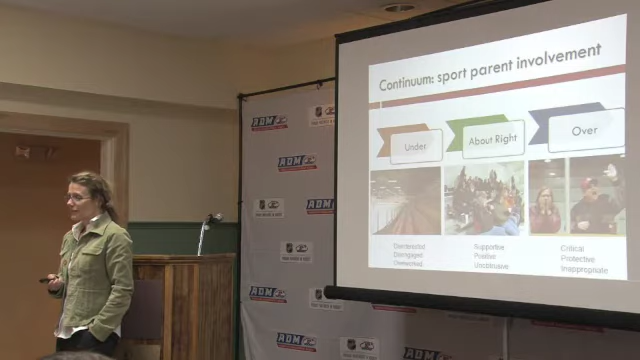 Continuum: sport parent involvement
Under
About Right
Over
Disinterested
Disengaged
Overworked
Supportive
Positive
Unobtrusive
Critical
Protective
Inappropriate
ADM
ADM
ADM
ADM
ADM
ADM
ADM